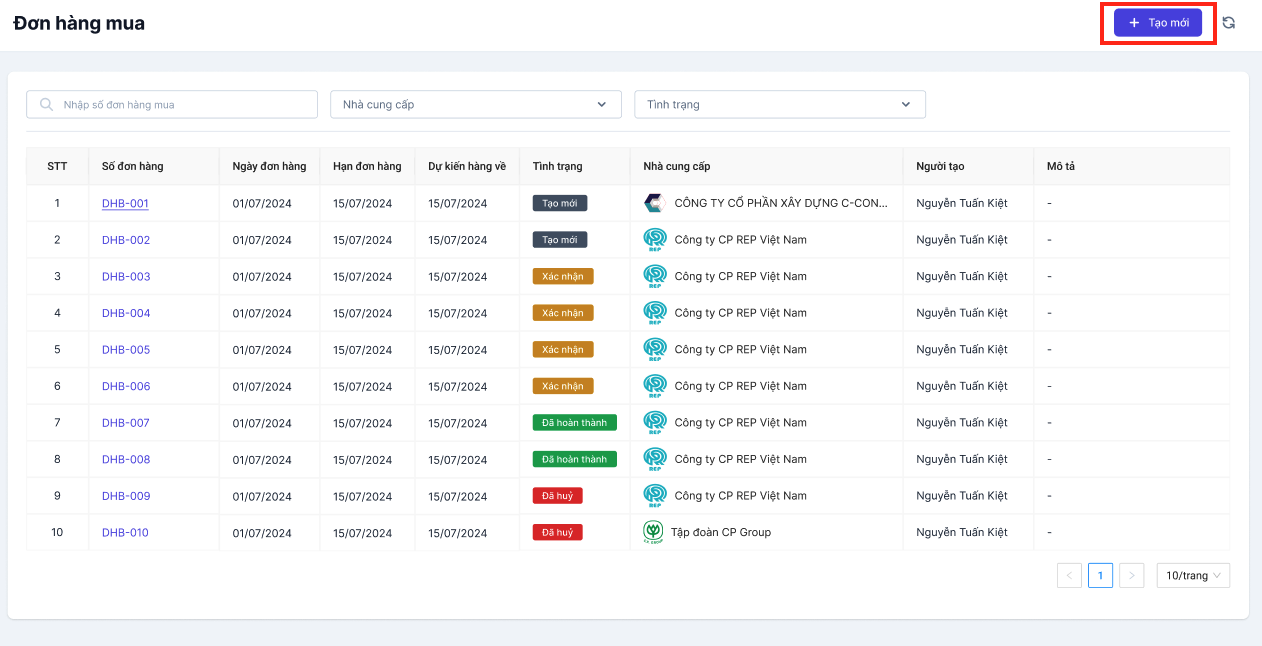 Đơn hàng mua
+ Tạo mới
Nhập số đơn hàng mua Nhà cung cấp Tình trạng
STT Số đơn hàng Ngày đơn hàng Hạn đơn hàng Dự kiến hàng về Tình trạng Nhà cung cấp Người tạo Mô tả
1 DHB-001 01/07/2024 15/07/2024 15/07/2024 Tạo mới CÔNG TY CỔ PHẦN XÂY DỰNG C-CON... Nguyễn Tuấn Kiệt -
2 DHB-002 01/07/2024 15/07/2024 15/07/2024 Tạo mới REP Công ty CP REP Việt Nam Nguyễn Tuấn Kiệt -
3 DHB-003 01/07/2024 15/07/2024 15/07/2024 Xác nhận REP Công ty CP REP Việt Nam Nguyễn Tuấn Kiệt -
4 DHB-004 01/07/2024 15/07/2024 15/07/2024 Xác nhận REP Công ty CP REP Việt Nam Nguyễn Tuấn Kiệt -
5 DHB-005 01/07/2024 15/07/2024 15/07/2024 Xác nhận REP Công ty CP REP Việt Nam Nguyễn Tuấn Kiệt -
6 DHB-006 01/07/2024 15/07/2024 15/07/2024 Xác nhận REP Công ty CP REP Việt Nam Nguyễn Tuấn Kiệt -
7 DHB-007 01/07/2024 15/07/2024 15/07/2024 Đã hoàn thành REP Công ty CP REP Việt Nam Nguyễn Tuấn Kiệt -
8 DHB-008 01/07/2024 15/07/2024 15/07/2024 Đã hoàn thành REP Công ty CP REP Việt Nam Nguyễn Tuấn Kiệt -
9 DHB-009 01/07/2024 15/07/2024 15/07/2024 Đã huỷ REP Công ty CP REP Việt Nam Nguyễn Tuấn Kiệt -
10 DHB-010 01/07/2024 15/07/2024 15/07/2024 Đã huỷ C.P. GROUP Tập đoàn CP Group Nguyễn Tuấn Kiệt -
< 1 > 10/trang